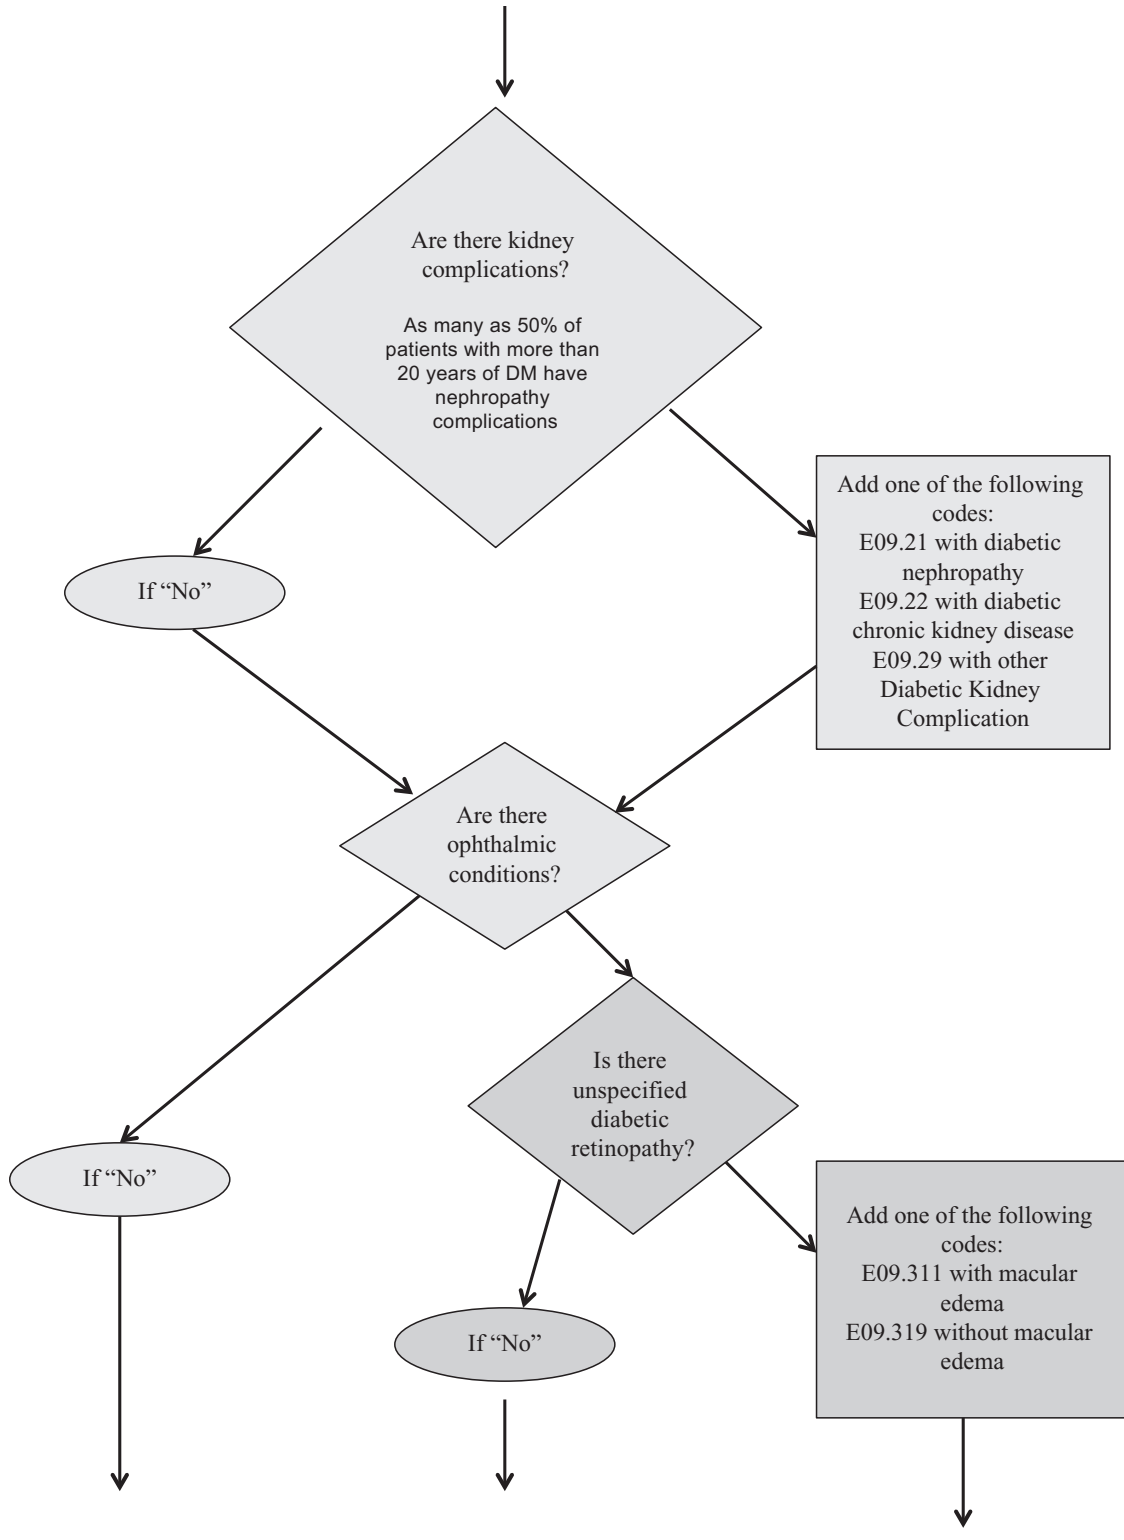 Are there kidney
complications?
As many as 50% of
patients with more than
20 years of DM have
nephropathy
complications
If “No”
Add one of the following
codes:
E09.21 with diabetic
nephropathy
E09.22 with diabetic
chronic kidney disease
E09.29 with other
Diabetic Kidney
Complication
Are there
ophthalmic
conditions?
If “No”
Is there
unspecified
diabetic
retinopathy?
If “No”
Add one of the following
codes:
E09.311 with macular
edema
E09.319 without macular
edema